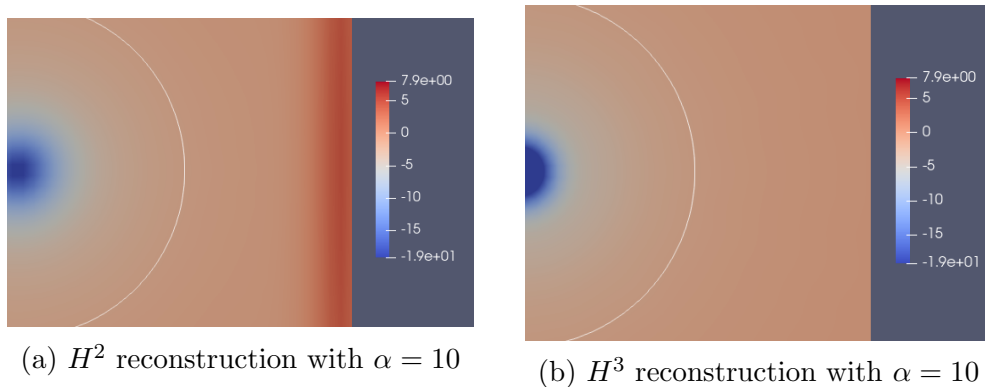 7.9e+00
5
0
-5
-10
-15
-1.9e+01
(a) H² reconstruction with α = 10
7.9e+00
5
0
-5
-10
-15
-1.9e+01
(b) H³ reconstruction with α = 10